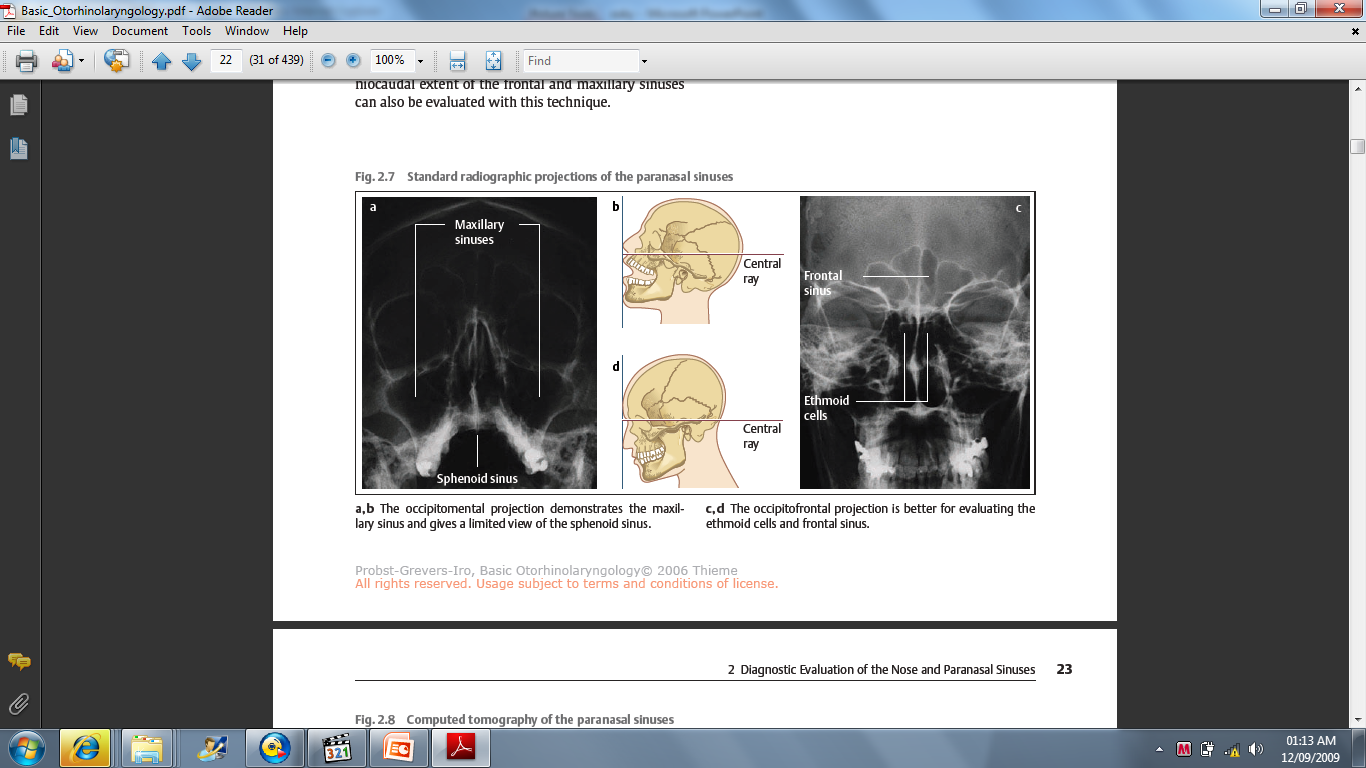 Basic_Otorhinolaryngology.pdf - Adobe Reader
File Edit View Document Tools Window Help
22 (31 of 439) 100% Find
niocaudal extent of the frontal and maxillary sinuses
can also be evaluated with this technique.
Fig. 2.7 Standard radiographic projections of the paranasal sinuses
a
Maxillary
sinuses
Sphenoid sinus
b
Central
ray
d
Central
ray
c
Frontal
sinus
Ethmoid
cells
a,b The occipitomental projection demonstrates the maxil-
lary sinus and gives a limited view of the sphenoid sinus.
c,d The occipitofrontal projection is better for evaluating the
ethmoid cells and frontal sinus.
Probst-Grevers-Iro, Basic Otorhinolaryngology© 2006 Thieme
All rights reserved. Usage subject to terms and conditions of license.
2 Diagnostic Evaluation of the Nose and Paranasal Sinuses 23
Fig. 2.8 Computed tomography of the paranasal sinuses
321
01:13 AM
12/09/2009